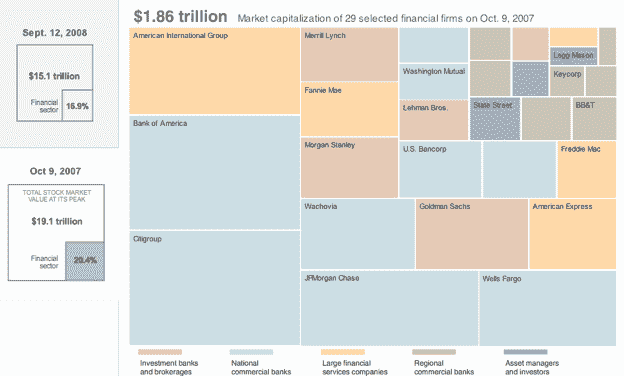 $1.86 trillion Market capitalization of 29 selected financial firms on Oct. 9, 2007
Sept. 12, 2008
$15.1 trillion
Financial
sector
16.9%
Oct 9, 2007
TOTAL STOCK MARKET
VALUE AT ITS PEAK
$19.1 trillion
Financial
sector
20.4%
American International Group
Merrill Lynch
Washington Mutual
Legg Mason
Keycorp
Fannie Mae
Lehman Bros.
State Street
BB&T
Bank of America
Morgan Stanley
U.S. Bancorp
Freddie Mac
Wachovia
Goldman Sachs
American Express
Citigroup
JPMorgan Chase
Wells Fargo
Investment banks
and brokerages
National
commercial banks
Large financial
services companies
Regional
commercial banks
Asset managers
and investors